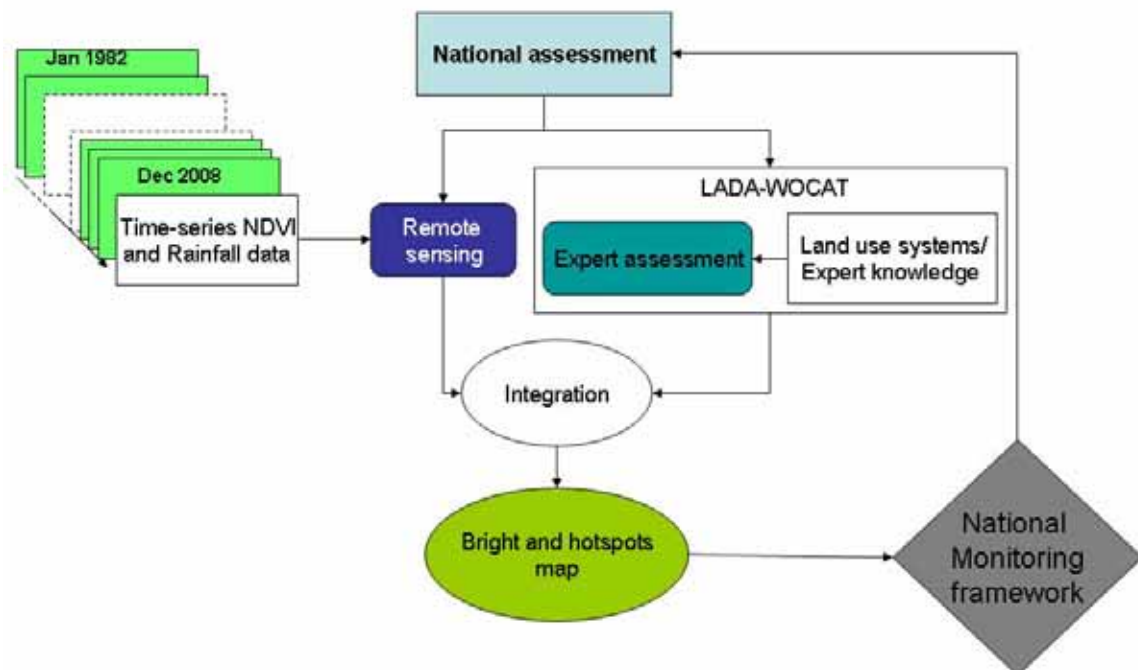 Jan 1982
National assessment
Dec 2008
Time-series NDVI
and Rainfall data
Remote
sensing
LADA-WOCAT
Expert assessment
Land use systems/
Expert knowledge
Integration
Bright and hotspots
map
National
Monitoring
framework